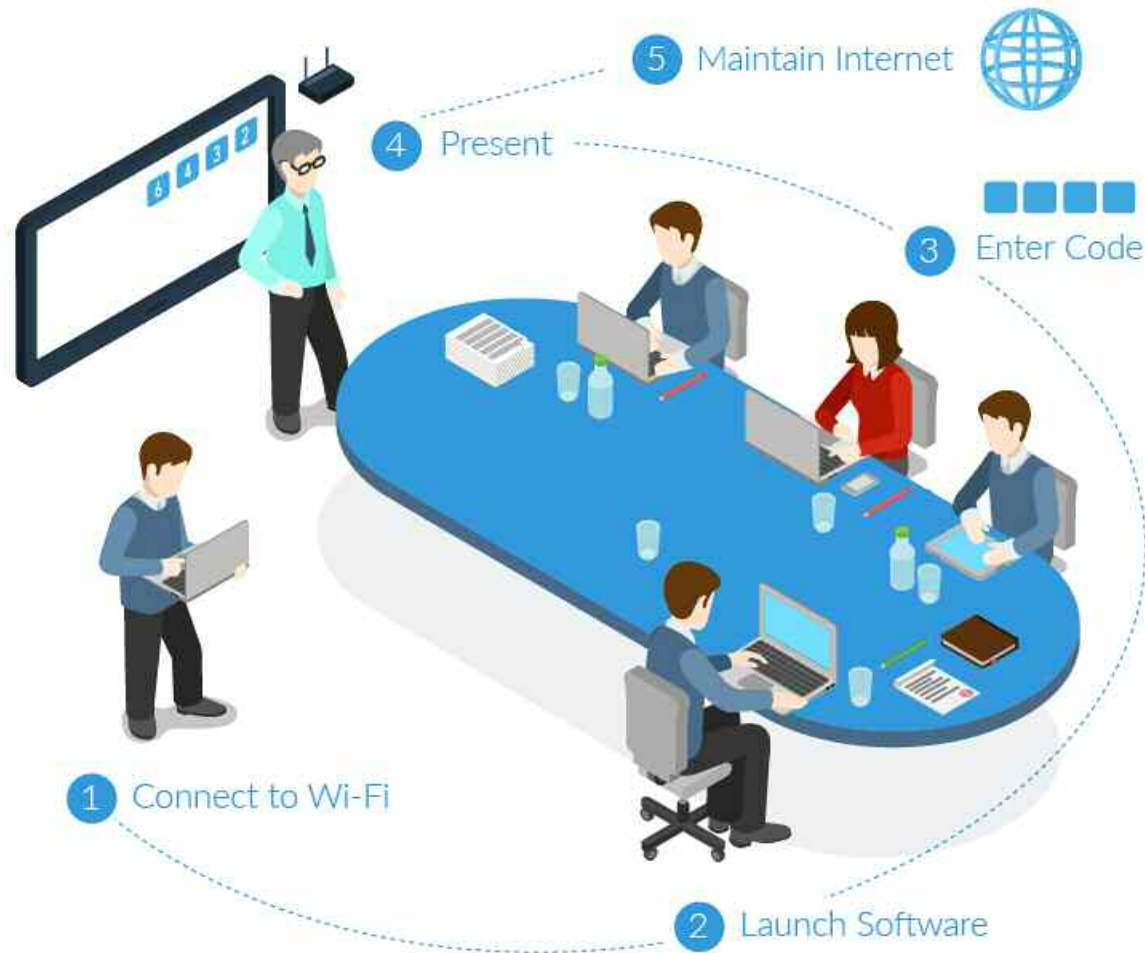 5 Maintain Internet
4 Present
6 4 3 2
3 Enter Code
1 Connect to Wi-Fi
2 Launch Software